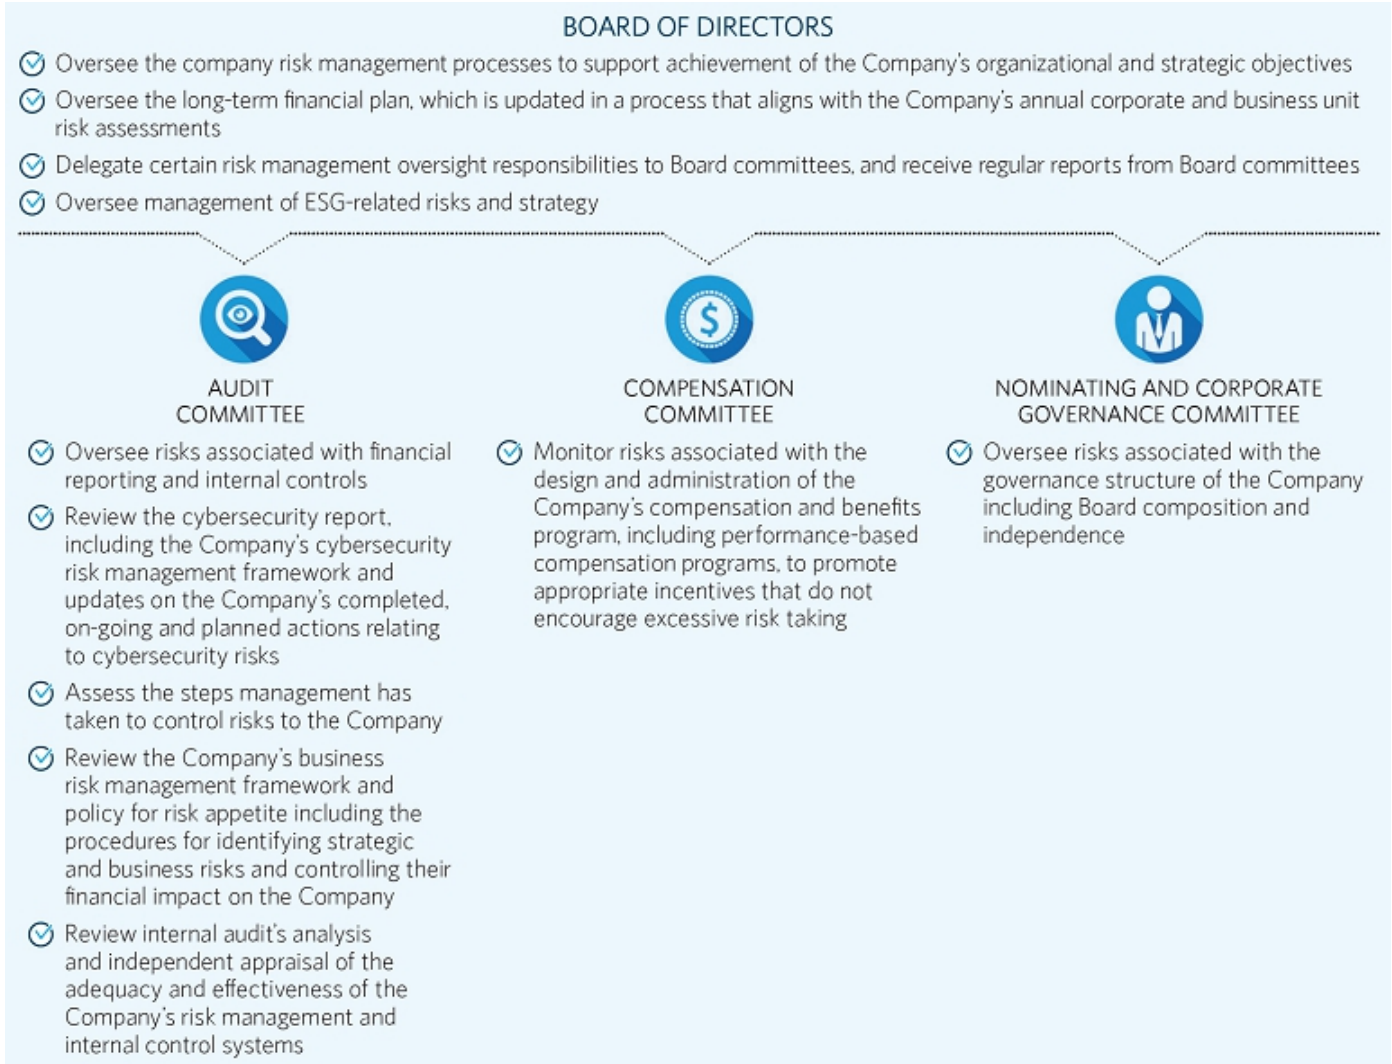 BOARD OF DIRECTORS
Oversee the company risk management processes to support achievement of the Company's organizational and strategic objectives
Oversee the long-term financial plan, which is updated in a process that aligns with the Company's annual corporate and business unit
risk assessments
Delegate certain risk management oversight responsibilities to Board committees, and receive regular reports from Board committees
Oversee management of ESG-related risks and strategy
AUDIT
COMMITTEE
Oversee risks associated with financial
reporting and internal controls
Review the cybersecurity report,
including the Company's cybersecurity
risk management framework and
updates on the Company's completed,
on-going and planned actions relating
to cybersecurity risks
Assess the steps management has
taken to control risks to the Company
Review the Company's business
risk management framework and
policy for risk appetite including the
procedures for identifying strategic
and business risks and controlling their
financial impact on the Company
Review internal audit's analysis
and independent appraisal of the
adequacy and effectiveness of the
Company's risk management and
internal control systems
$
COMPENSATION
COMMITTEE
Monitor risks associated with the
design and administration of the
Company's compensation and benefits
program, including performance-based
compensation programs, to promote
appropriate incentives that do not
encourage excessive risk taking
NOMINATING AND CORPORATE
GOVERNANCE COMMITTEE
Oversee risks associated with the
governance structure of the Company
including Board composition and
independence